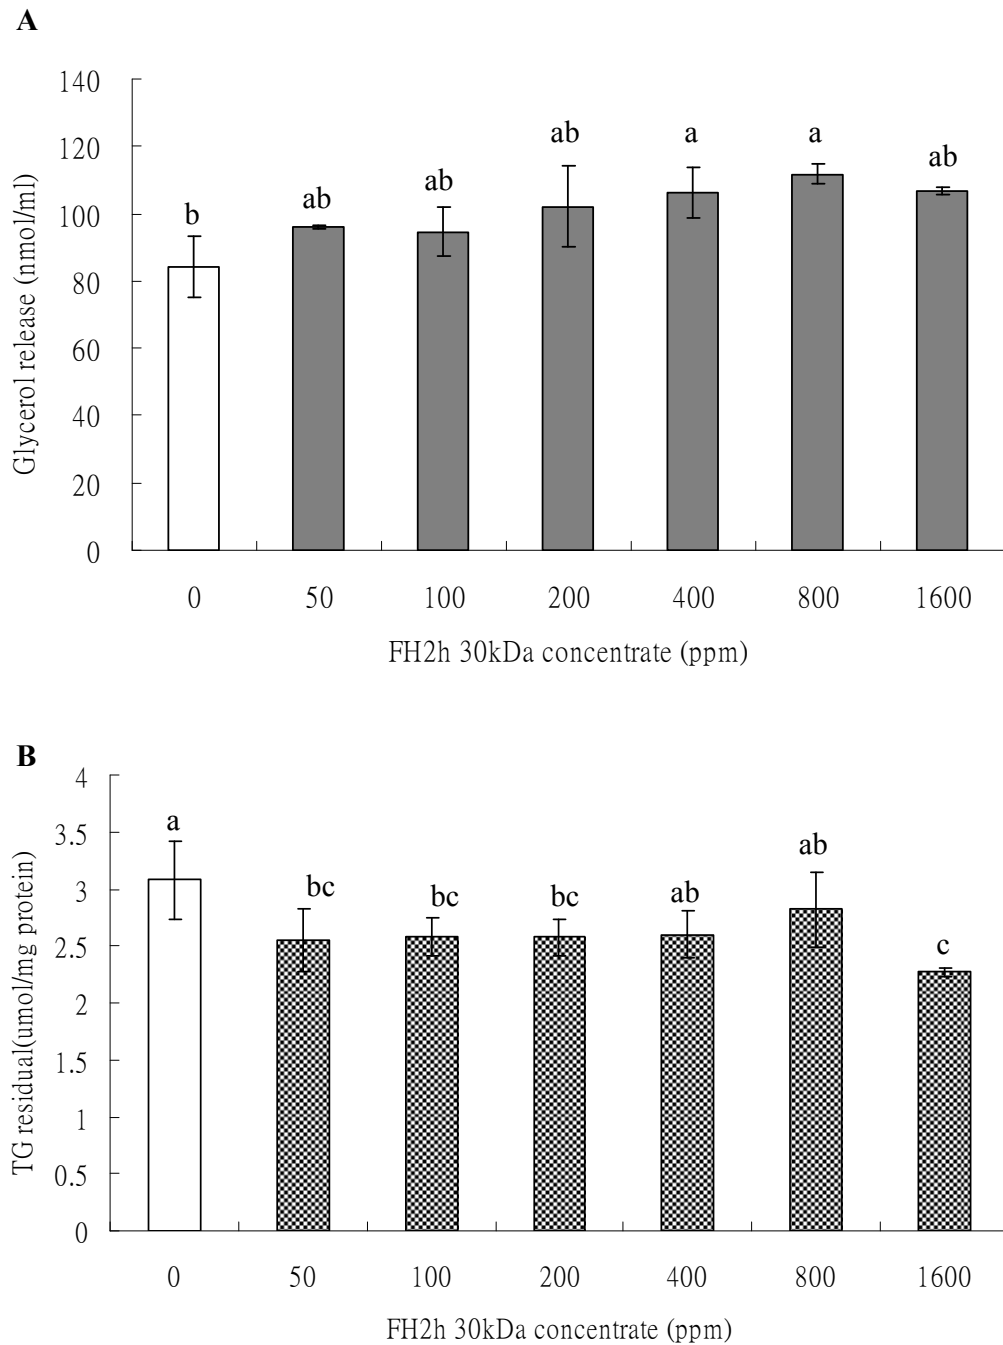 A
140
120
100
80
60
40
20
0
Glycerol release (nmol/ml)
b
ab
ab
ab
a
a
ab
0 50 100 200 400 800 1600
FH2h 30kDa concentrate (ppm)
B
4
3.5
3
2.5
2
1.5
1
0.5
0
TG residual(umol/mg protein)
a
bc
bc
bc
ab
ab
c
0 50 100 200 400 800 1600
FH2h 30kDa concentrate (ppm)